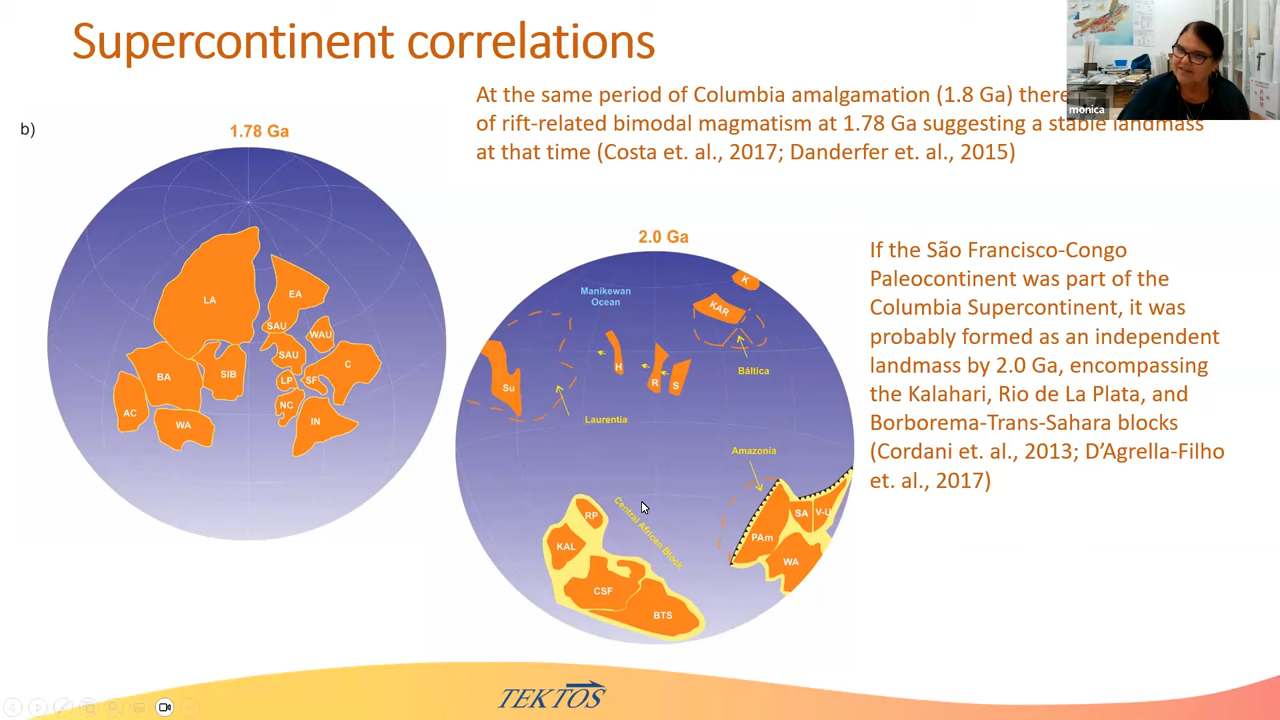 Supercontinent correlations
At the same period of Columbia amalgamation (1.8 Ga) there
of rift-related bimodal magmatism at 1.78 Ga suggesting a stable landmass
at that time (Costa et. al., 2017; Danderfer et. al., 2015)
monica
b)
1.78 Ga
LA
EA
SAU
WAU
SAU
C
BA
SIB
LP
SF
AC
NC
WA
IN
2.0 Ga
K
Manikewan
Ocean
KAR
H
R
S
Báltica
Su
Laurentia
Amazonia
Central African Block
RP
SA
V-U
KAL
PAm
WA
CSF
BTS
If the São Francisco-Congo
Paleocontinent was part of the
Columbia Supercontinent, it was
probably formed as an independent
landmass by 2.0 Ga, encompassing
the Kalahari, Rio de La Plata, and
Borborema-Trans-Sahara blocks
(Cordani et. al., 2013; D’Agrella-Filho
et. al., 2017)
TEKTOS